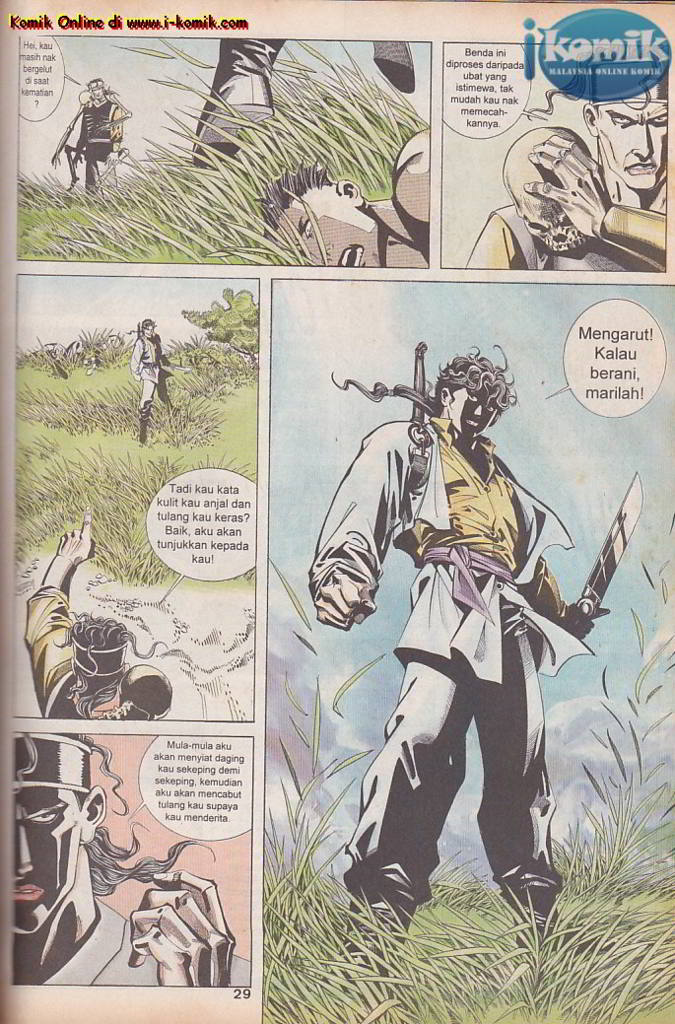 Komik Online di www.i-komik.com
iKomik
MALAYSIA ONLINE KOMIK
Hei, kau
masih nak
bergelut
di saat
kematian
?
Benda ini
diproses daripada
ubat yang
istimewa, tak
mudah kau nak
memecah-
kannya.
Tadi kau kata
kulit kau anjal dan
tulang kau keras?
Baik, aku akan
tunjukkan kepada
kau!
Mengarut!
Kalau
berani,
marilah!
Mula-mula aku
akan menyiat daging
kau sekeping demi
sekeping, kemudian
aku akan mencabut
tulang kau supaya
kau menderita.
29